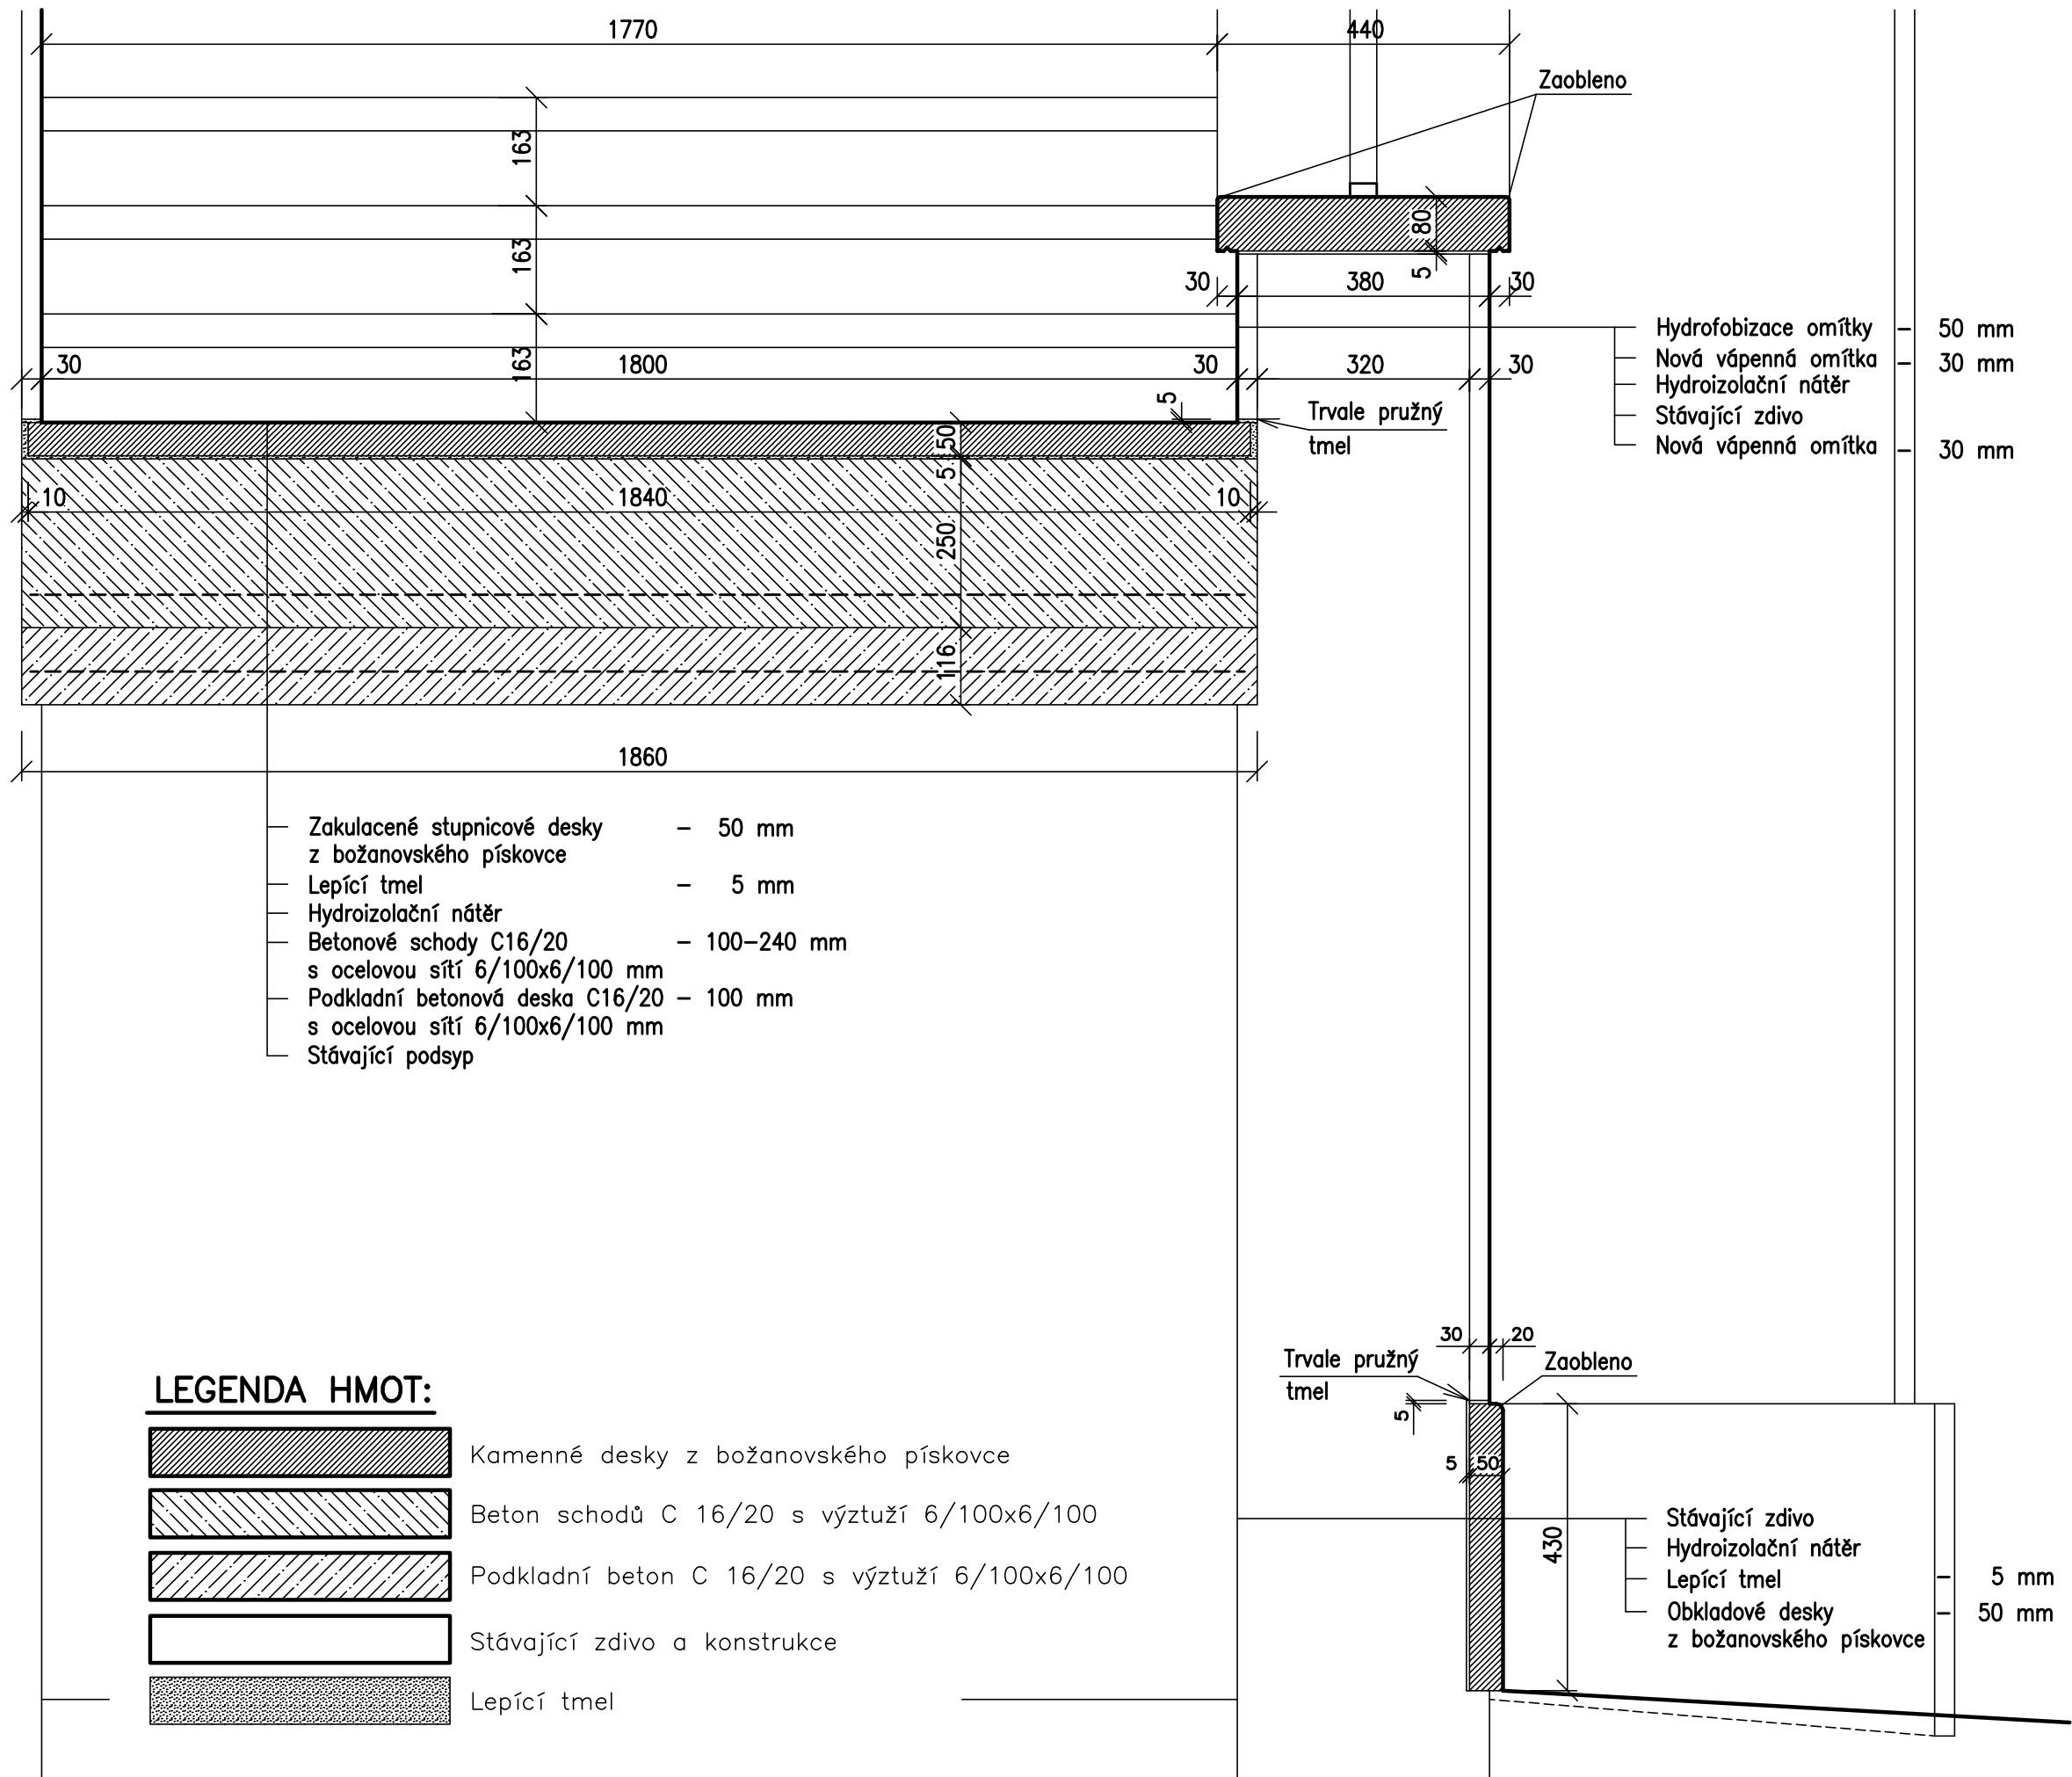 1770
440
Zaobleno
163
80
163
5
30 380 30
Hydrofobizace omítky – 50 mm
Nová vápenná omítka – 30 mm
Hydroizolační nátěr
Stávající zdivo
Nová vápenná omítka – 30 mm
163
30 1800 30 320 30
5
Trvale pružný
tmel
50
5
10 1840 10
250
116
1860
Zakulacené stupnicové desky – 50 mm
z božanovského pískovce
Lepící tmel – 5 mm
Hydroizolační nátěr
Betonové schody C16/20 – 100–240 mm
s ocelovou sítí 6/100x6/100 mm
Podkladní betonová deska C16/20 – 100 mm
s ocelovou sítí 6/100x6/100 mm
Stávající podsyp
30 20
Trvale pružný
tmel
Zaobleno
5
5 50
430
Stávající zdivo
Hydroizolační nátěr
Lepící tmel – 5 mm
Obkladové desky – 50 mm
z božanovského pískovce
LEGENDA HMOT:
Kamenné desky z božanovského pískovce
Beton schodů C 16/20 s výztuží 6/100x6/100
Podkladní beton C 16/20 s výztuží 6/100x6/100
Stávající zdivo a konstrukce
Lepící tmel